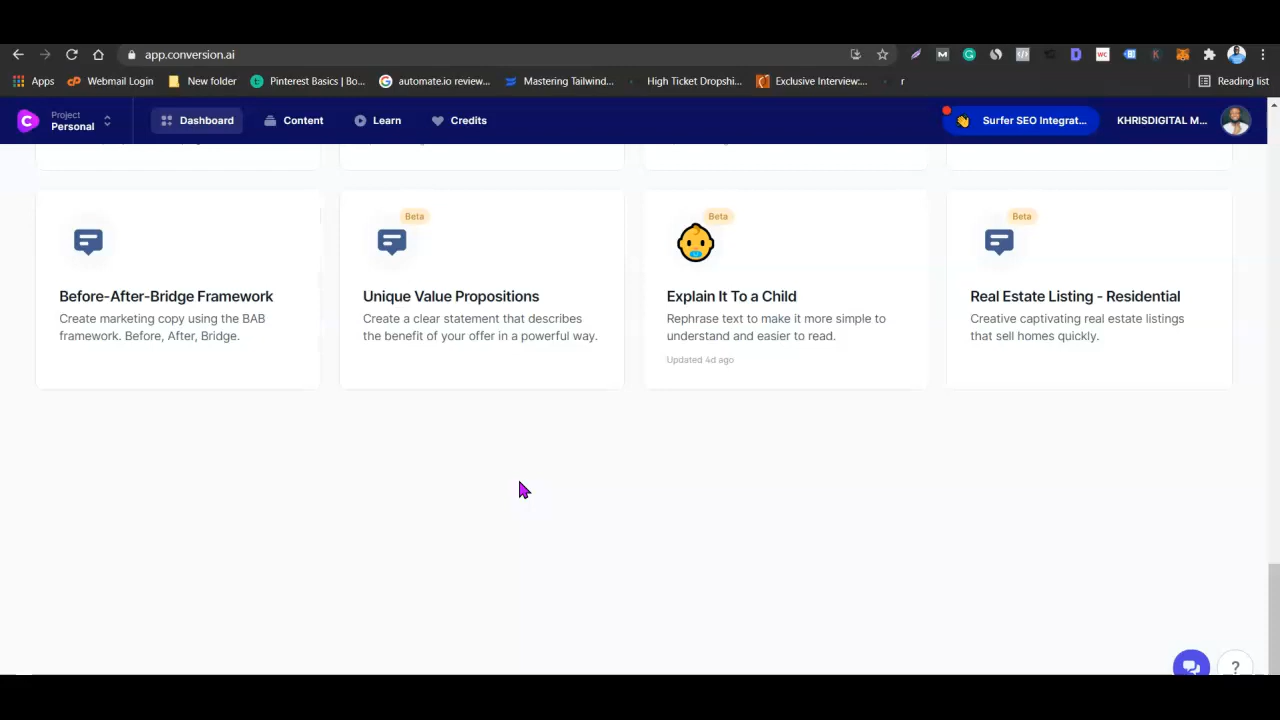 app.conversion.ai
Apps
Webmail Login
New folder
Pinterest Basics | Bo...
automate.io review...
Mastering Tailwind...
High Ticket Dropshi...
Exclusive Interview:...
r
Reading list
Project
Personal
Dashboard
Content
Learn
Credits
Surfer SEO Integrat...
KHRISDIGITAL M...
Beta
Beta
Beta
Before-After-Bridge Framework
Create marketing copy using the BAB
framework. Before, After, Bridge.
Unique Value Propositions
Create a clear statement that describes
the benefit of your offer in a powerful way.
Explain It To a Child
Rephrase text to make it more simple to
understand and easier to read.
Updated 4d ago
Real Estate Listing - Residential
Creative captivating real estate listings
that sell homes quickly.
?